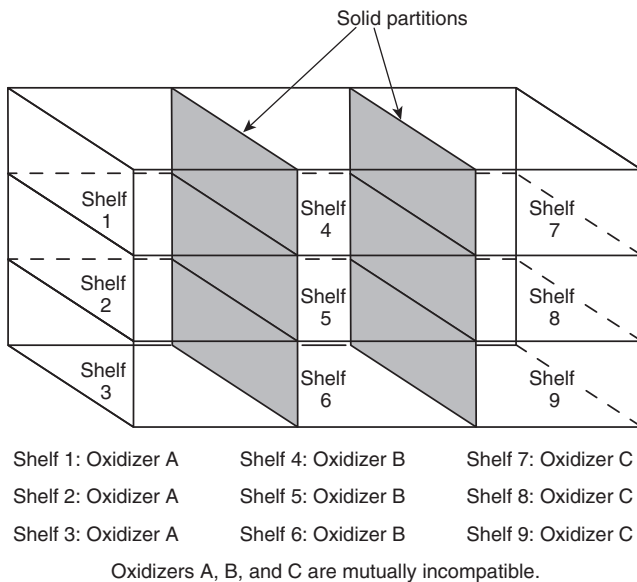 Solid partitions
Shelf
1
Shelf
4
Shelf
7
Shelf
2
Shelf
5
Shelf
8
Shelf
3
Shelf
6
Shelf
9
Shelf 1: Oxidizer A
Shelf 4: Oxidizer B
Shelf 7: Oxidizer C
Shelf 2: Oxidizer A
Shelf 5: Oxidizer B
Shelf 8: Oxidizer C
Shelf 3: Oxidizer A
Shelf 6: Oxidizer B
Shelf 9: Oxidizer C
Oxidizers A, B, and C are mutually incompatible.